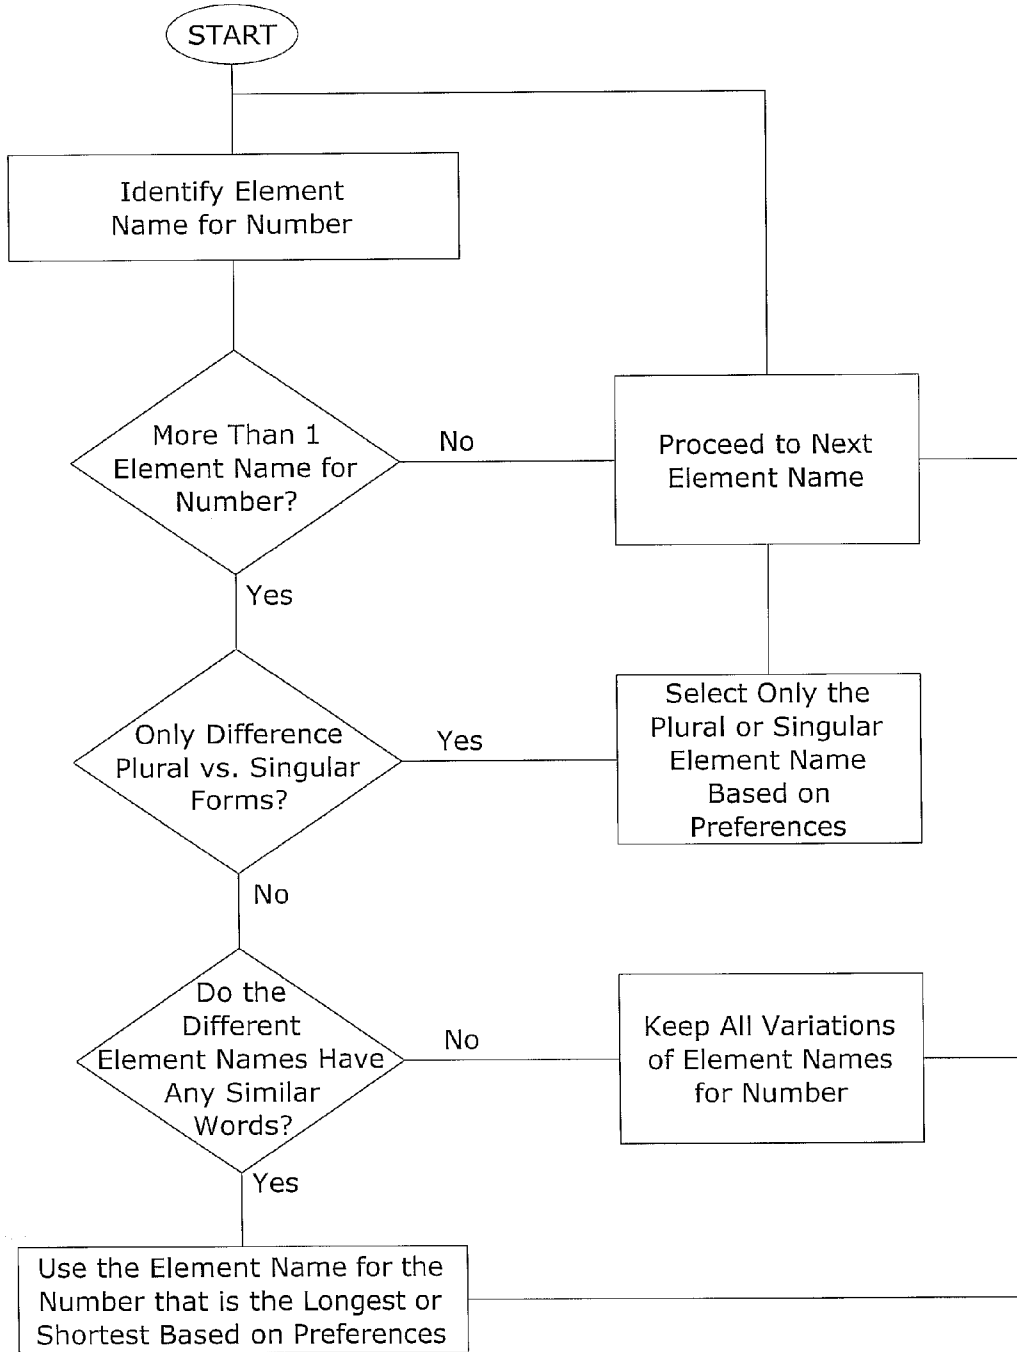 START
Identify Element
Name for Number
More Than 1
Element Name for
Number?
No
Proceed to Next
Element Name
Yes
Only Difference
Plural vs. Singular
Forms?
Yes
Select Only the
Plural or Singular
Element Name
Based on
Preferences
No
Do the
Different
Element Names Have
Any Similar
Words?
No
Keep All Variations
of Element Names
for Number
Yes
Use the Element Name for the
Number that is the Longest or
Shortest Based on Preferences